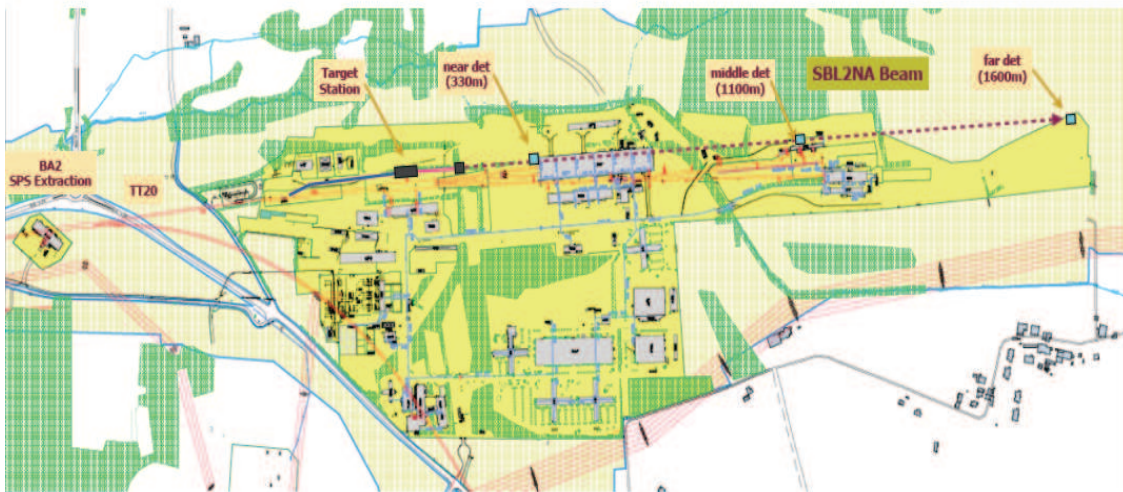 Target
Station
near det
(330m)
middle det
(1100m)
SBL2NA Beam
far det
(1600m)
BA2
SPS Extraction
TT20